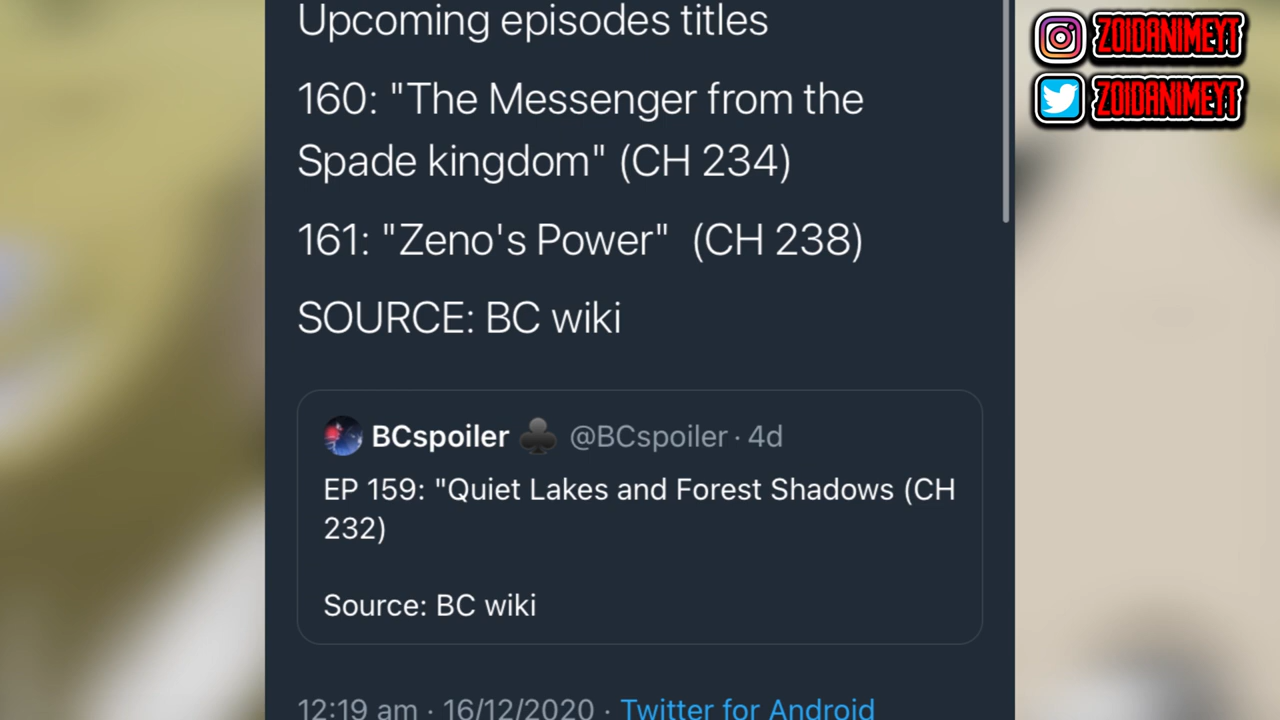 Upcoming episodes titles
160: "The Messenger from the
Spade kingdom" (CH 234)
161: "Zeno's Power" (CH 238)
SOURCE: BC wiki
BCspoiler ♣ @BCspoiler · 4d
EP 159: "Quiet Lakes and Forest Shadows (CH
232)
Source: BC wiki
12:19 am · 16/12/2020 · Twitter for Android
ZOIDANIMEYT
ZOIDANIMEYT